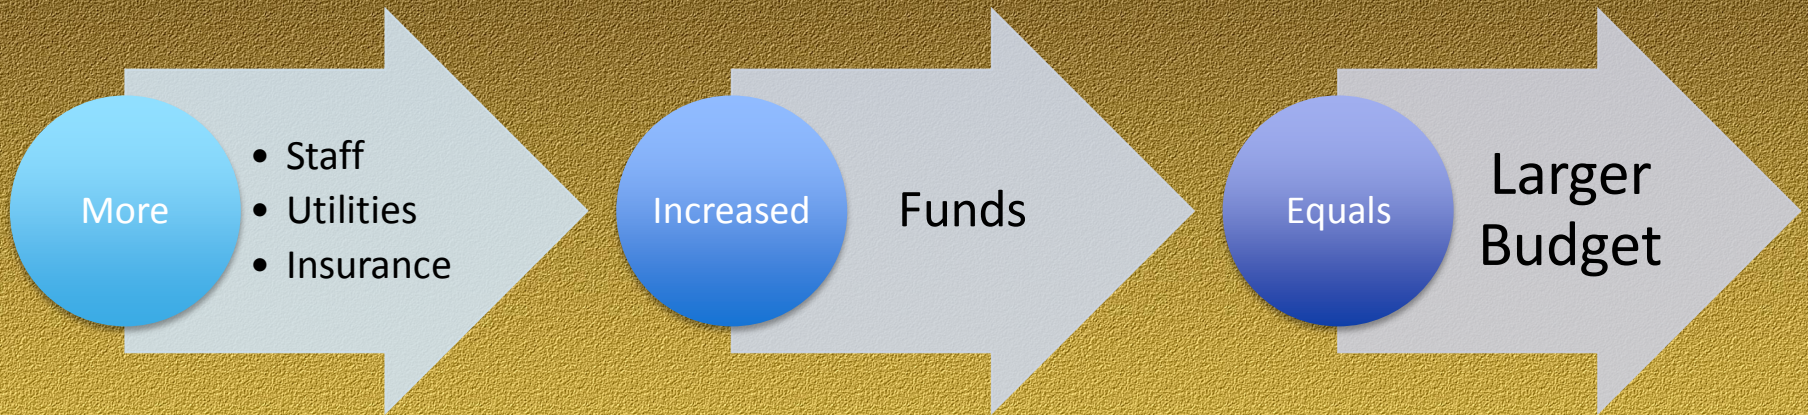 More
• Staff
• Utilities
• Insurance
Increased
Funds
Equals
Larger
Budget